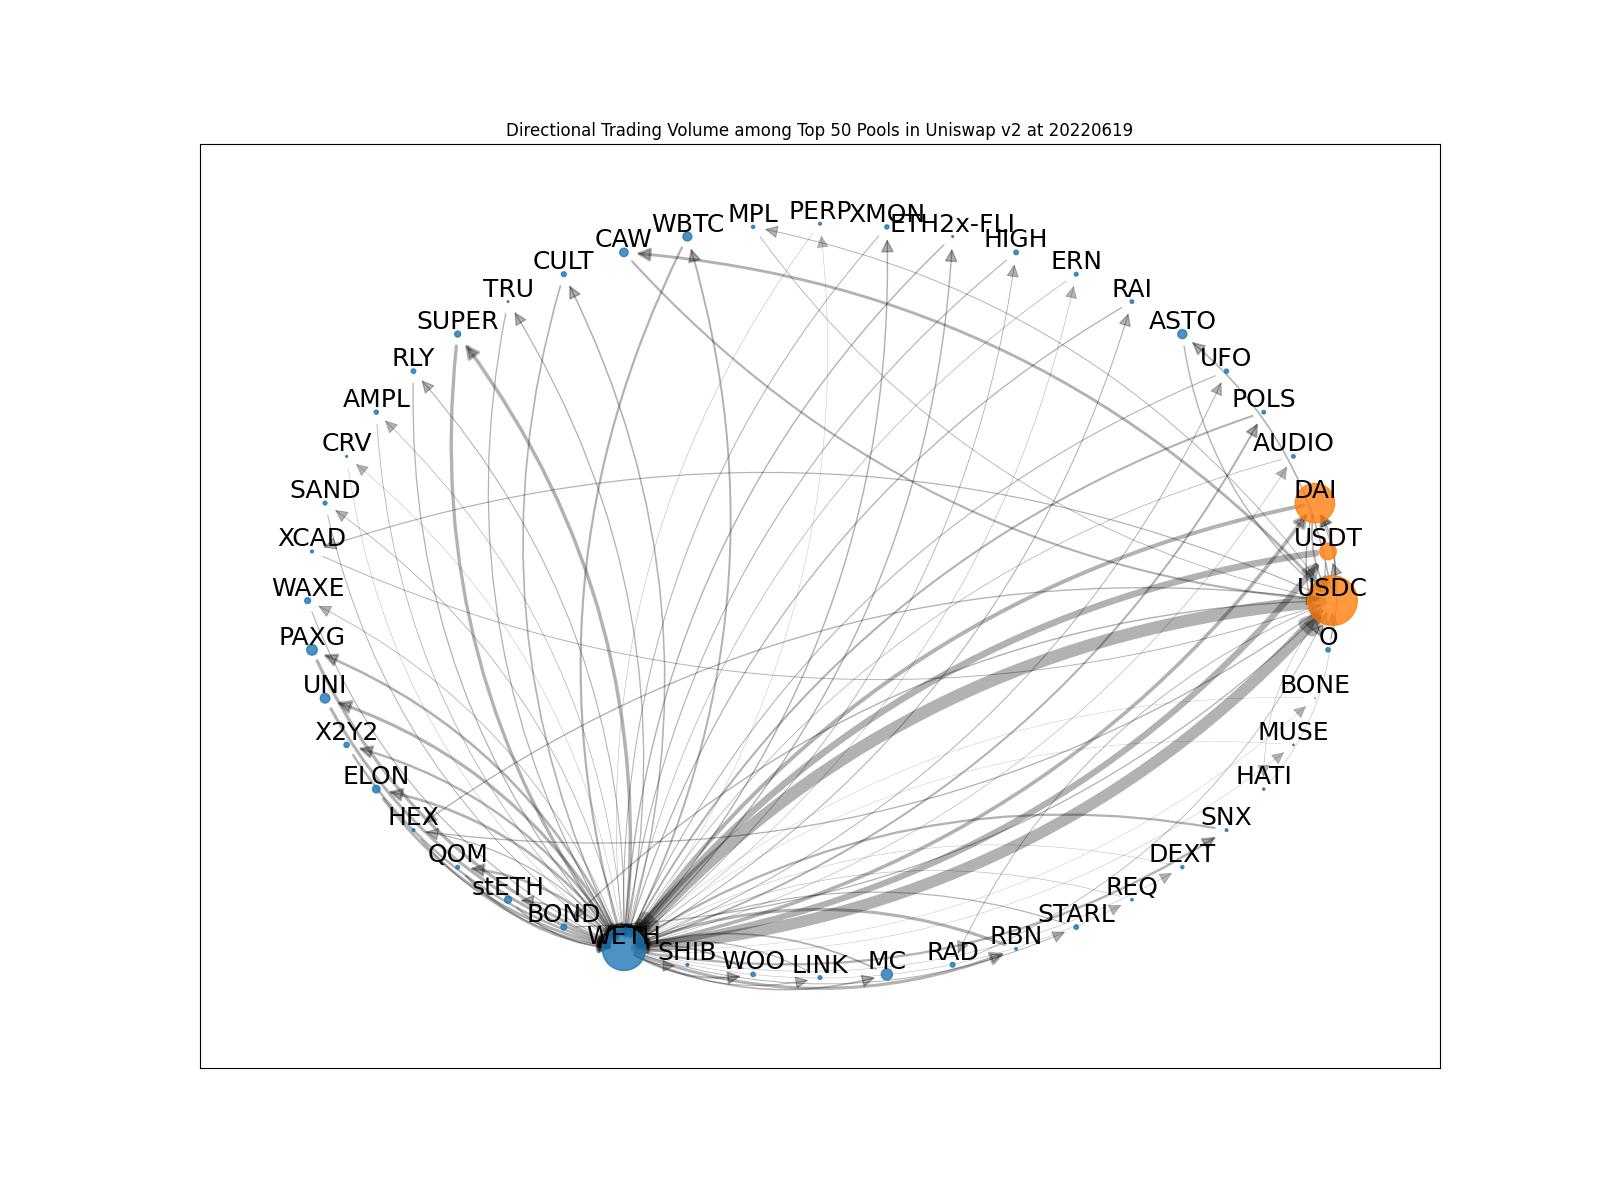 Directional Trading Volume among Top 50 Pools in Uniswap v2 at 20220619
MPL
PERP
XMON
WBTC
ETH2x-FLI
CAW
HIGH
CULT
ERN
TRU
RAI
SUPER
ASTO
RLY
UFO
AMPL
POLS
CRV
AUDIO
SAND
DAI
XCAD
USDT
WAXE
USDC
PAXG
O
UNI
BONE
X2Y2
MUSE
ELON
HATI
HEX
SNX
QOM
DEXT
stETH
REQ
BOND
STARL
WETH
RBN
SHIB
RAD
WOO
MC
LINK